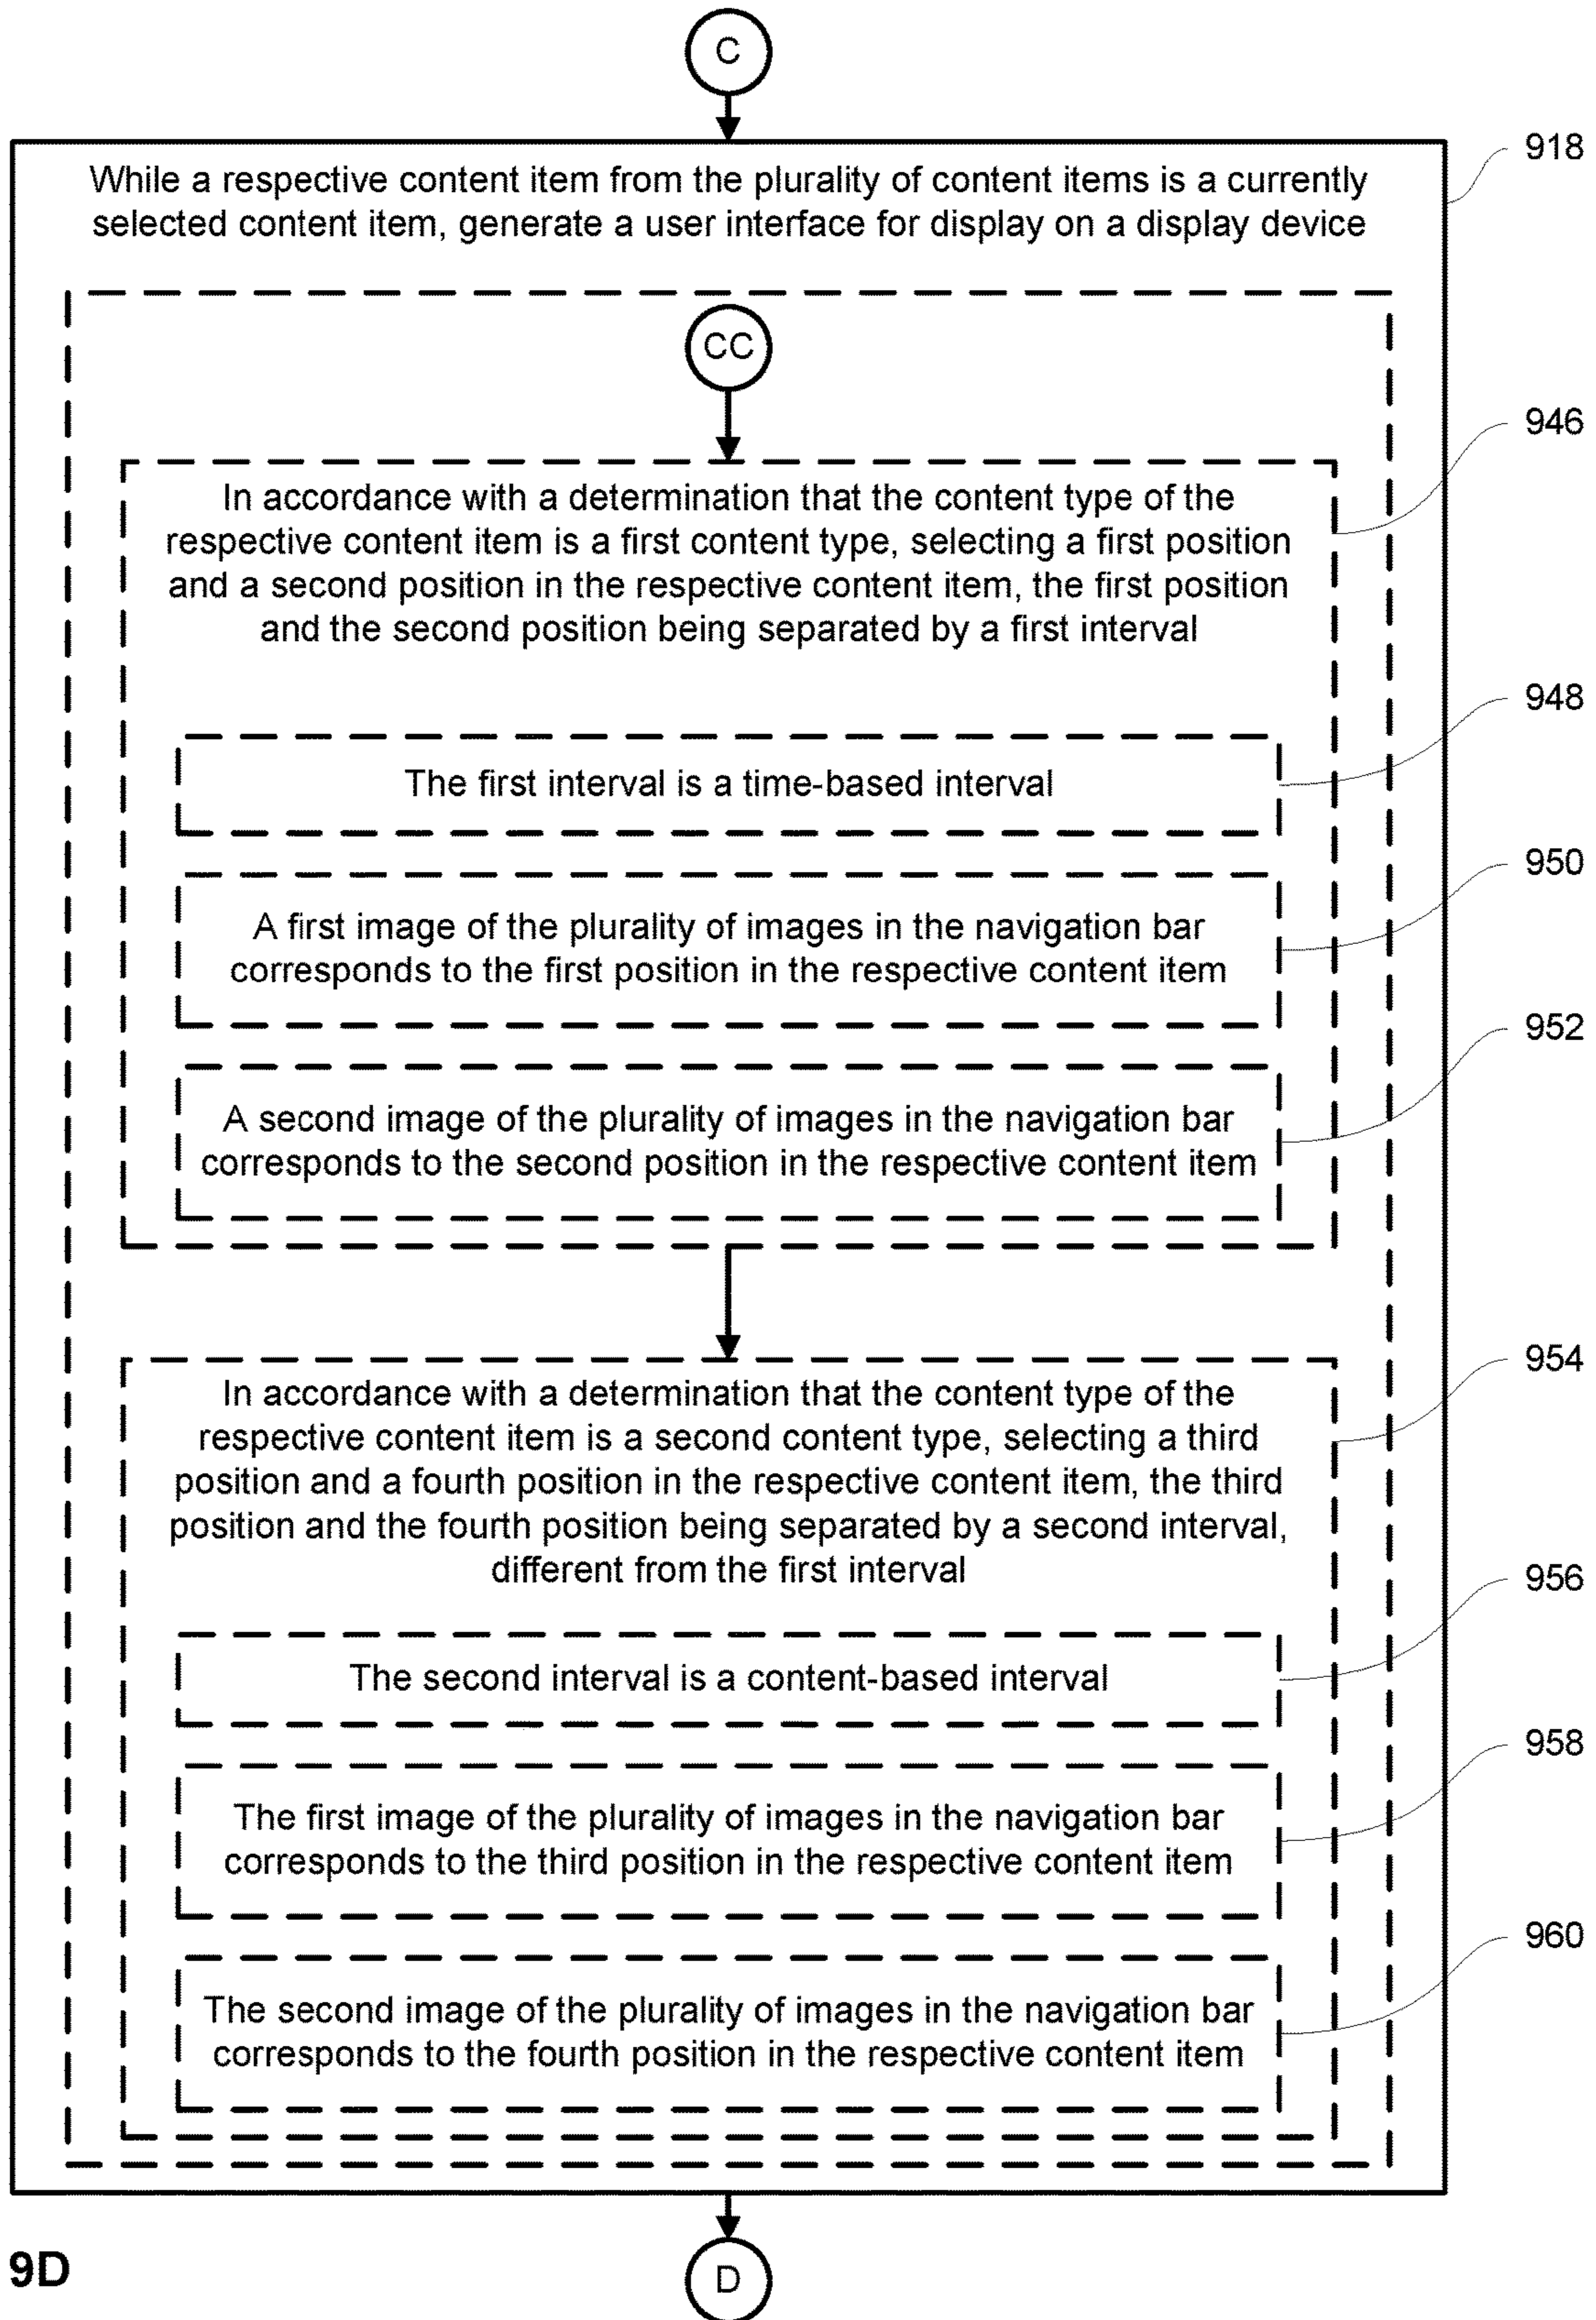 C
918
While a respective content item from the plurality of content items is a currently
selected content item, generate a user interface for display on a display device
CC
946
In accordance with a determination that the content type of the
respective content item is a first content type, selecting a first position
and a second position in the respective content item, the first position
and the second position being separated by a first interval
948
The first interval is a time-based interval
950
A first image of the plurality of images in the navigation bar
corresponds to the first position in the respective content item
952
A second image of the plurality of images in the navigation bar
corresponds to the second position in the respective content item
954
In accordance with a determination that the content type of the
respective content item is a second content type, selecting a third
position and a fourth position in the respective content item, the third
position and the fourth position being separated by a second interval,
different from the first interval
956
The second interval is a content-based interval
958
The first image of the plurality of images in the navigation bar
corresponds to the third position in the respective content item
960
The second image of the plurality of images in the navigation bar
corresponds to the fourth position in the respective content item
9D
D